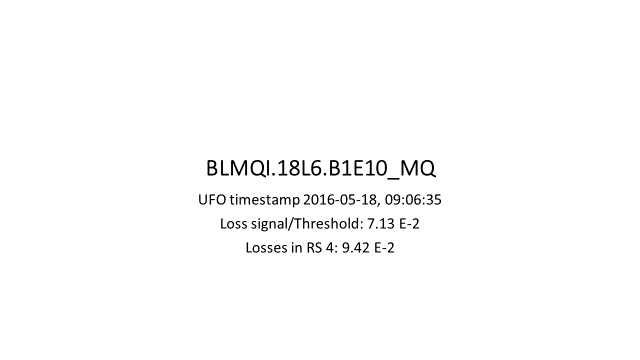 BLMQI.18L6.B1E10_MQ
UFO timestamp 2016-05-18, 09:06:35
Loss signal/Threshold: 7.13 E-2
Losses in RS 4: 9.42 E-2